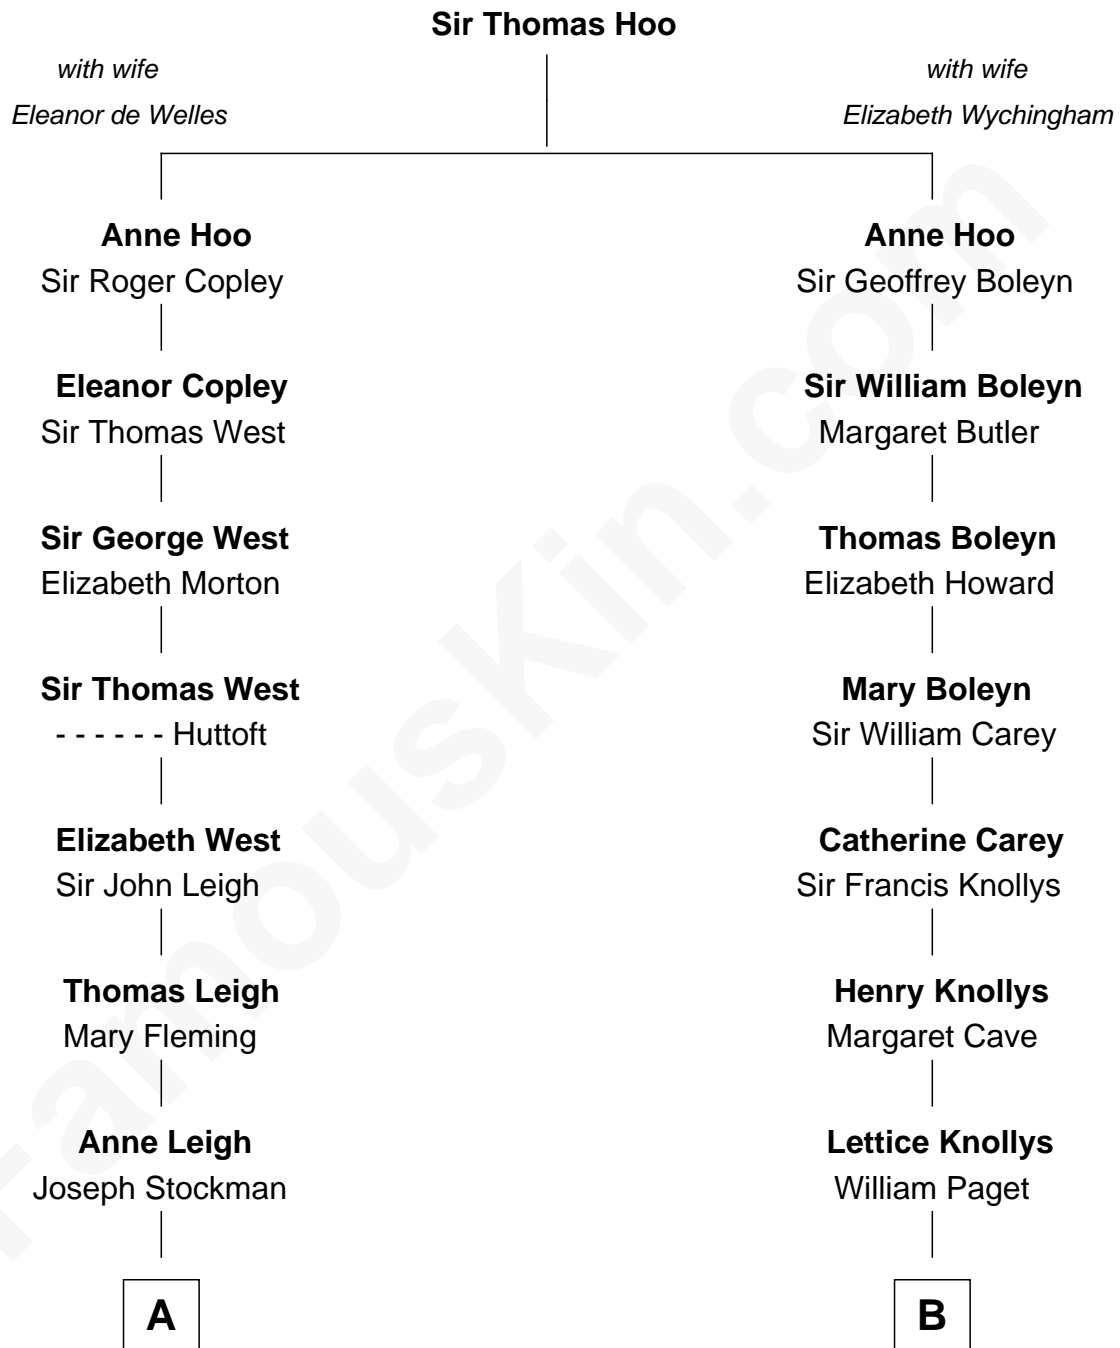 Sir Thomas Hoo
with wife
Eleanor de Welles
with wife
Elizabeth Wychingham
Anne Hoo
Sir Roger Copley
Anne Hoo
Sir Geoffrey Boleyn
Eleanor Copley
Sir Thomas West
Sir William Boleyn
Margaret Butler
Sir George West
Elizabeth Morton
Thomas Boleyn
Elizabeth Howard
Sir Thomas West
- - - - - - Huttoft
Mary Boleyn
Sir William Carey
Elizabeth West
Sir John Leigh
Catherine Carey
Sir Francis Knollys
Thomas Leigh
Mary Fleming
Henry Knollys
Margaret Cave
Anne Leigh
Joseph Stockman
Lettice Knollys
William Paget
A
B
FamousKin.com